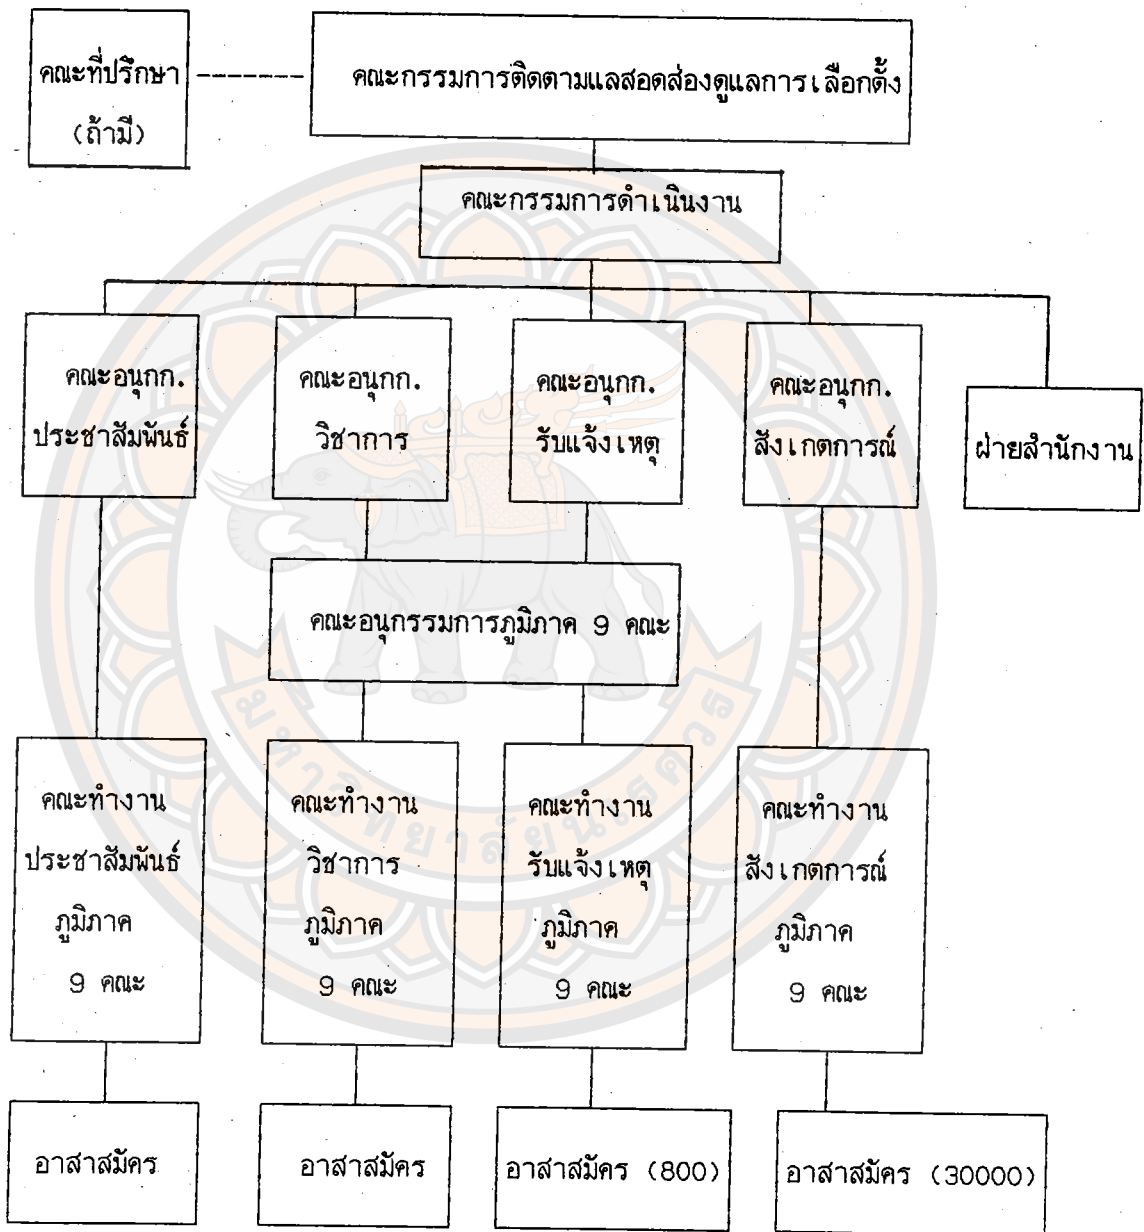 คณะที่ปรึกษา
(ถ้ามี)
คณะกรรมการติดตามแลสอดส่องดูแลการเลือกตั้ง
คณะกรรมการดำเนินงาน
คณะอนุกก.
ประชาสัมพันธ์
คณะอนุกก.
วิชาการ
คณะอนุกก.
รับแจ้งเหตุ
คณะอนุกก.
สังเกตการณ์
ฝ่ายสำนักงาน
คณะอนุกรรมการภูมิภาค 9 คณะ
คณะทำงาน
ประชาสัมพันธ์
ภูมิภาค
9 คณะ
คณะทำงาน
วิชาการ
ภูมิภาค
9 คณะ
คณะทำงาน
รับแจ้งเหตุ
ภูมิภาค
9 คณะ
คณะทำงาน
สังเกตการณ์
ภูมิภาค
9 คณะ
อาสาสมัคร
อาสาสมัคร
อาสาสมัคร (800)
อาสาสมัคร (30000)
มหาวิทยาลัยนเรศวร